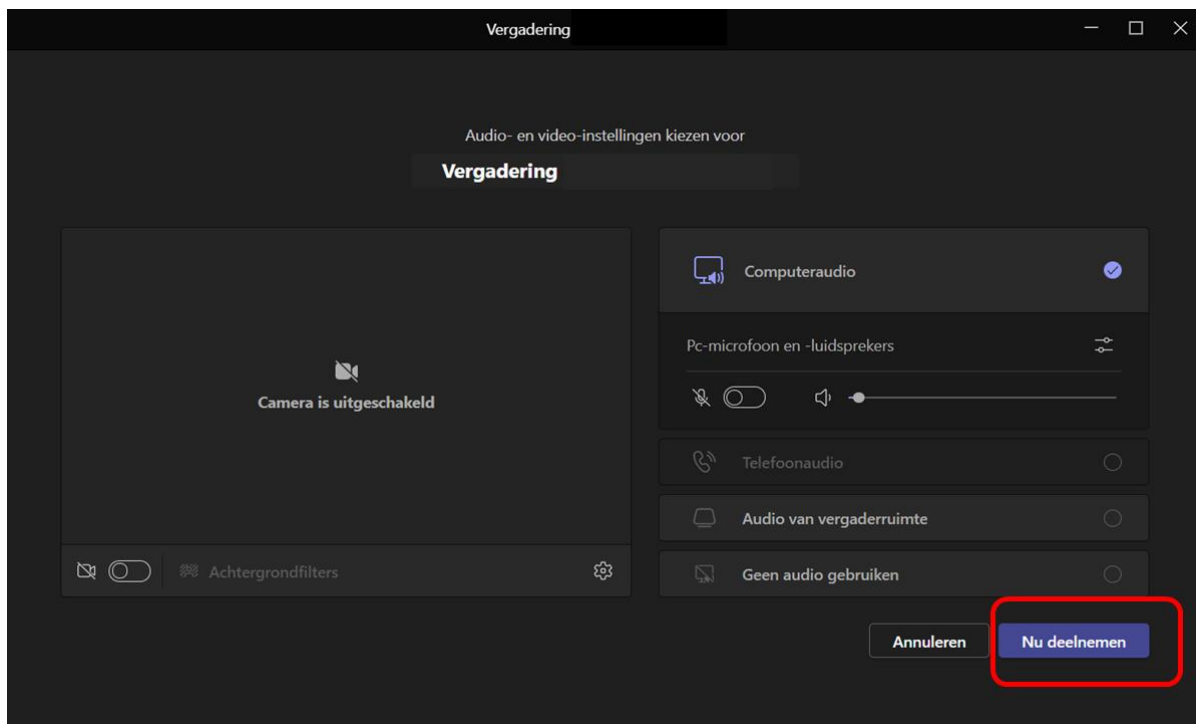 Vergadering
Audio- en video-instellingen kiezen voor
Vergadering
Camera is uitgeschakeld
Achtergrondfilters
Computeraudio
Pc-microfoon en -luidsprekers
Telefoonaudio
Audio van vergaderruimte
Geen audio gebruiken
Annuleren
Nu deelnemen